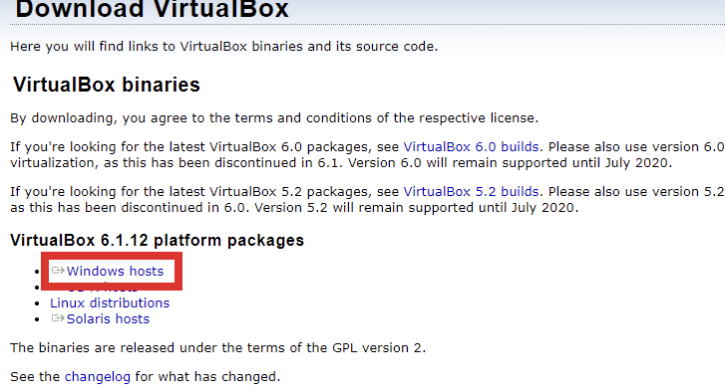 Download VirtualBox
Here you will find links to VirtualBox binaries and its source code.
VirtualBox binaries
By downloading, you agree to the terms and conditions of the respective license.
If you're looking for the latest VirtualBox 6.0 packages, see VirtualBox 6.0 builds. Please also use version 6.0
virtualization, as this has been discontinued in 6.1. Version 6.0 will remain supported until July 2020.
If you're looking for the latest VirtualBox 5.2 packages, see VirtualBox 5.2 builds. Please also use version 5.2
as this has been discontinued in 6.0. Version 5.2 will remain supported until July 2020.
VirtualBox 6.1.12 platform packages
Windows hosts
hosts
Linux distributions
Solaris hosts
The binaries are released under the terms of the GPL version 2.
See the changelog for what has changed.